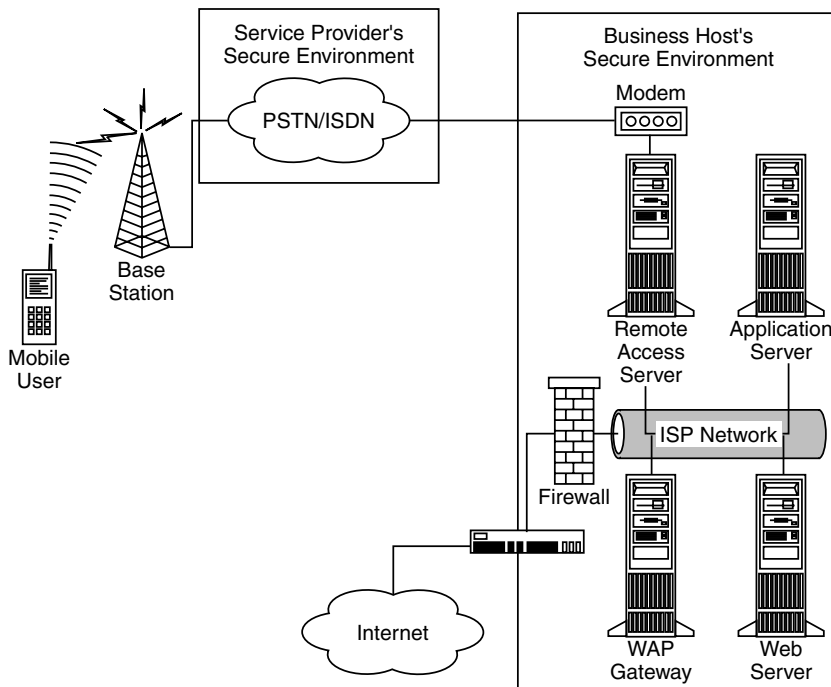 Service Provider's
Secure Environment
Business Host's
Secure Environment
PSTN/ISDN
Modem
Base
Station
Mobile
User
Remote
Access
Server
Application
Server
ISP Network
Firewall
Internet
WAP
Gateway
Web
Server